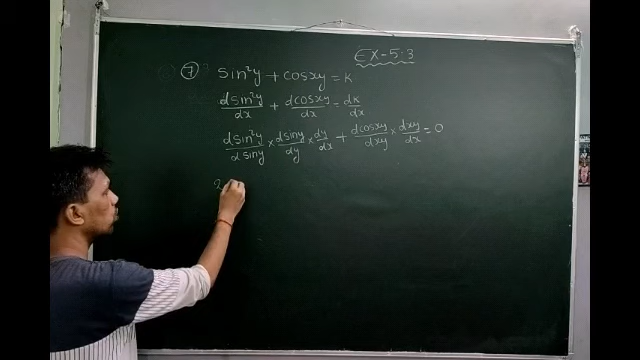 EX-5.3
⑦ sin²y + cosxy = k
dsin²y/dx + dcosxy/dx = dk/dx
dsin²y/dsiny × dsiny/dy × dy/dx + dcosxy/dxy × dxy/dx = 0
2